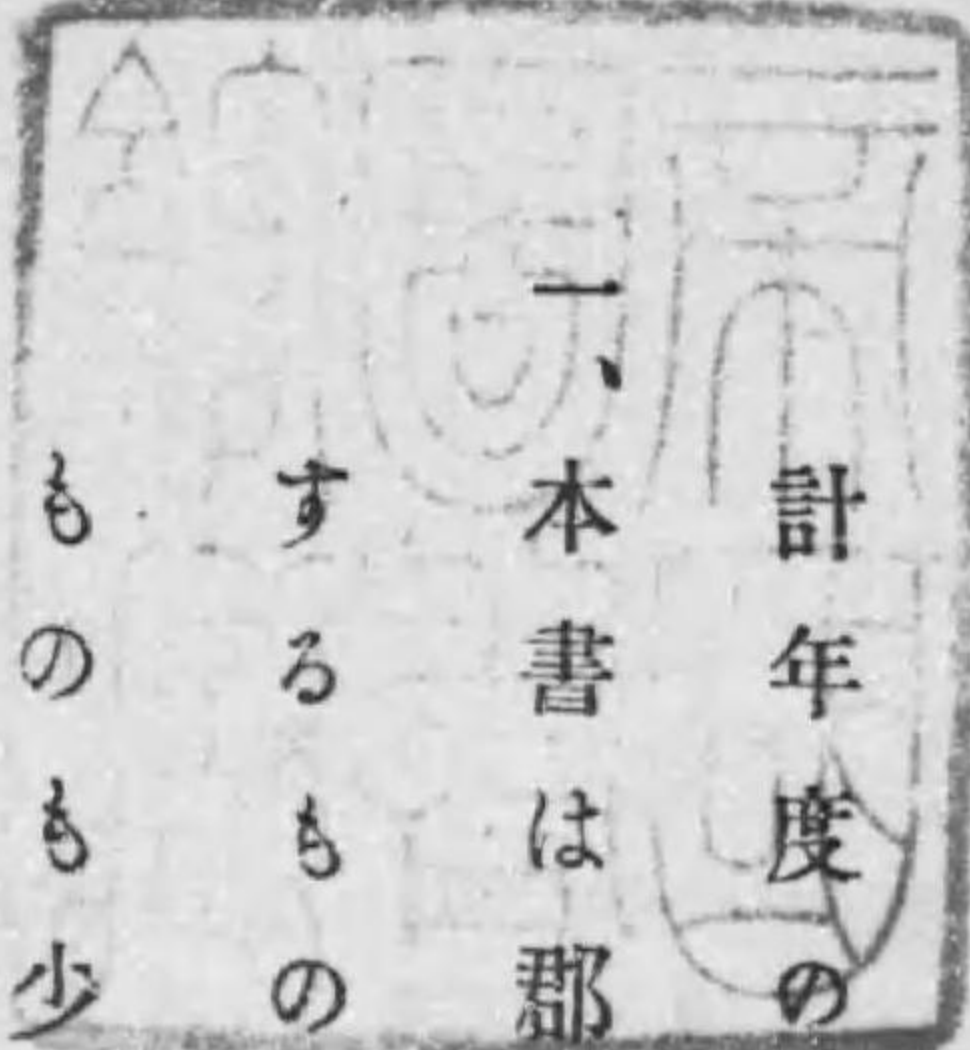 計年度の
一、本書は郡
するもの
ものも少